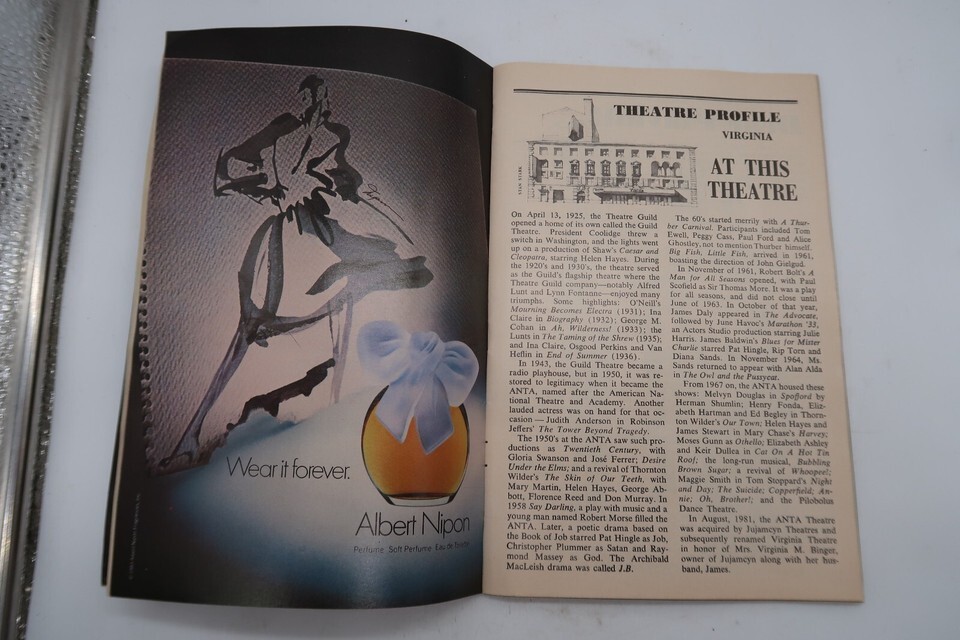 Wear it forever.
Albert Nipon
Perfume. Soft Perfume. Eau de
THEATRE PROFILE
VIRGINIA
AT THIS
THEATRE
On April 13, 1925, the Theatre Guild
opened a home of its own called the Guild
Theatre. President Coolidge threw a
switch in Washington, and the lights went
up on a production of Shaw's Caesar and
Cleopatra, starring Helen Hayes. During
the 1920's and 1930's, the theatre served
as the Guild's flagship theatre where the
Theatre Guild company—notably Alfred
Lunt and Lynn Fontanne—enjoyed many
triumphs. Some highlights: O'Neill's
Mourning Becomes Electra (1931); Ina
Claire in Biography (1932); George M.
Cohan in Ah, Wilderness! (1933); the
Lunts in The Taming of the Shrew (1935);
and Ina Claire, Osgood Perkins and Van
Heflin in End of Summer (1936).
In 1943, the Guild Theatre became a
radio playhouse, but in 1950, it was re-
stored to legitimacy when it became the
ANTA, named after the American Na-
tional Theatre and Academy. Another
lauded actress was on hand for that oc-
casion—Judith Anderson in Robinson
Jeffers' The Tower Beyond Tragedy.
The 1950's at the ANTA saw such pro-
ductions as Twentieth Century, with
Gloria Swanson and José Ferrer; Desire
Under the Elms; and a revival of Thornton
Wilder's The Skin of Our Teeth, with
Mary Martin, Helen Hayes, George Ab-
bott, Florence Reed and Don Murray. In
1958 Say Darling, a play with music and a
young man named Robert Morse filled the
ANTA. Later, a poetic drama based on
the Book of Job starred Pat Hingle as Job,
Christopher Plummer as Satan and Ray-
mond Massey as God. The Archibald
MacLeish drama was called J.B.
The 60's started merrily with A Thur-
ber Carnival. Participants included Tom
Ewell, Peggy Cass, Paul Ford and Alice
Ghostley, not to mention Thurber himself.
Big Fish, Little Fish, arrived in 1961,
boasting the direction of John Gielgud.
In November of 1961, Robert Bolt's A
Man for All Seasons opened, with Paul
Scofield as Sir Thomas More. It was a play
for all seasons, and did not close until
June of 1963. In October of that year,
James Daly appeared in The Advocate,
followed by June Havoc's Marathon '33,
an Actors Studio production starring Julie
Harris. James Baldwin's Blues for Mister
Charlie starred Pat Hingle, Rip Torn and
Diana Sands. In November 1964, Ms.
Sands returned to appear with Alan Alda
in The Owl and the Pussycat.
From 1967 on, the ANTA housed these
shows: Melvyn Douglas in Spofford by
Herman Shumlin; Henry Fonda, Eliz-
abeth Hartman and Ed Begley in Thorn-
ton Wilder's Our Town; Helen Hayes and
James Stewart in Mary Chase's Harvey;
Moses Gunn as Othello; Elizabeth Ashley
and Keir Dullea in Cat On A Hot Tin
Roof; the long-run musical, Bubbling
Brown Sugar; a revival of Whoopee!;
Maggie Smith in Tom Stoppard's Night
and Day; The Suicide; Copperfield; An-
nie; Oh, Brother!; and the Pilobolus
Dance Theatre.
In August, 1981, the ANTA Theatre
was acquired by Jujamcyn Theatres and
subsequently renamed Virginia Theatre
in honor of Mrs. Virginia M. Binger,
owner of Jujamcyn along with her hus-
band, James.